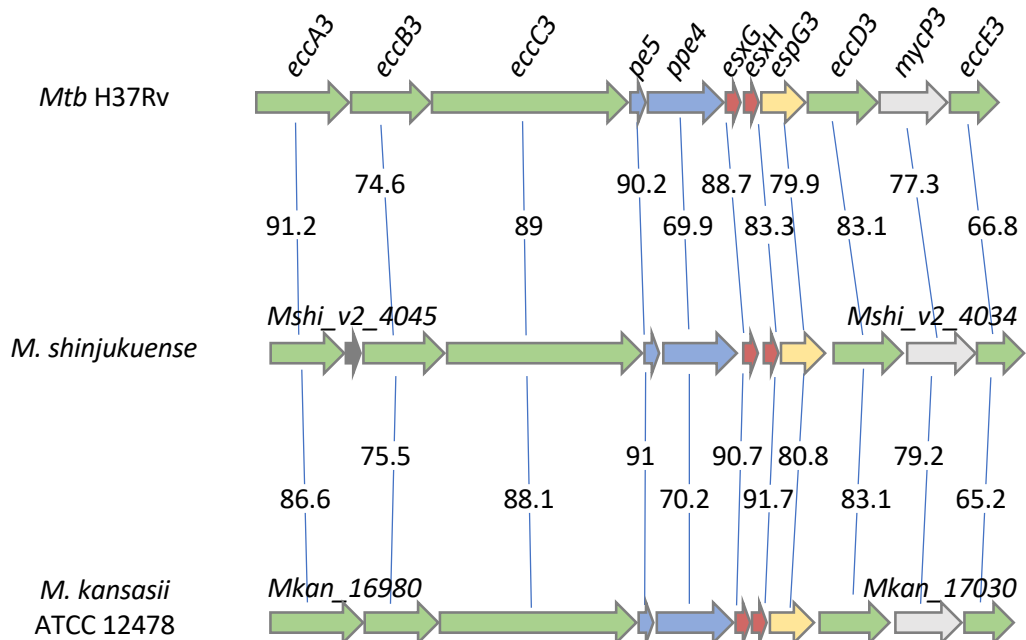 eccA3 eccB3 eccC3 pe5 ppe4 esxG esxH espG3 eccD3 mycP3 eccE3
Mtb H37Rv
74.6 90.2 88.7 79.9 77.3
91.2 89 69.9 83.3 83.1 66.8
Mshi_v2_4045 Mshi_v2_4034
M. shinjukuense
75.5 91 90.7 80.8 79.2
86.6 88.1 70.2 91.7 83.1 65.2
M. kansasii Mkan_16980 Mkan_17030
ATCC 12478